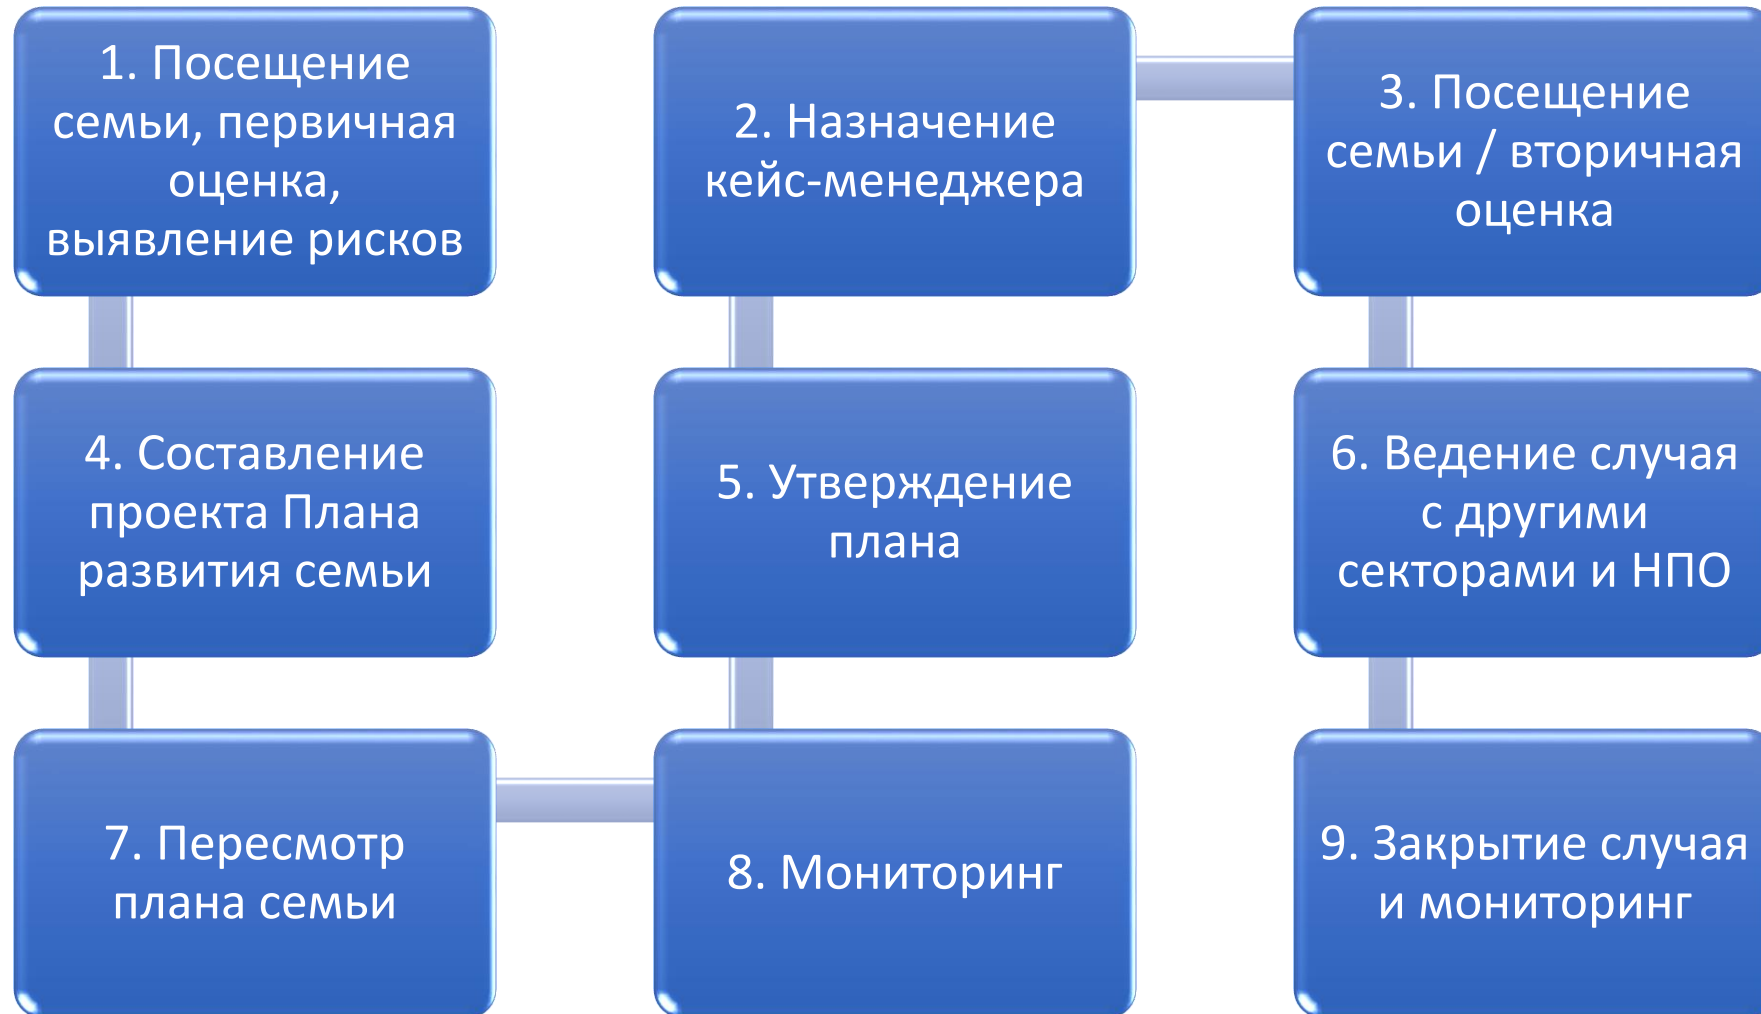 1. Посещение
семьи, первичная
оценка,
выявление рисков
2. Назначение
кейс-менеджера
3. Посещение
семьи / вторичная
оценка
4. Составление
проекта Плана
развития семьи
5. Утверждение
плана
6. Ведение случая
с другими
секторами и НПО
7. Пересмотр
плана семьи
8. Мониторинг
9. Закрытие случая
и мониторинг